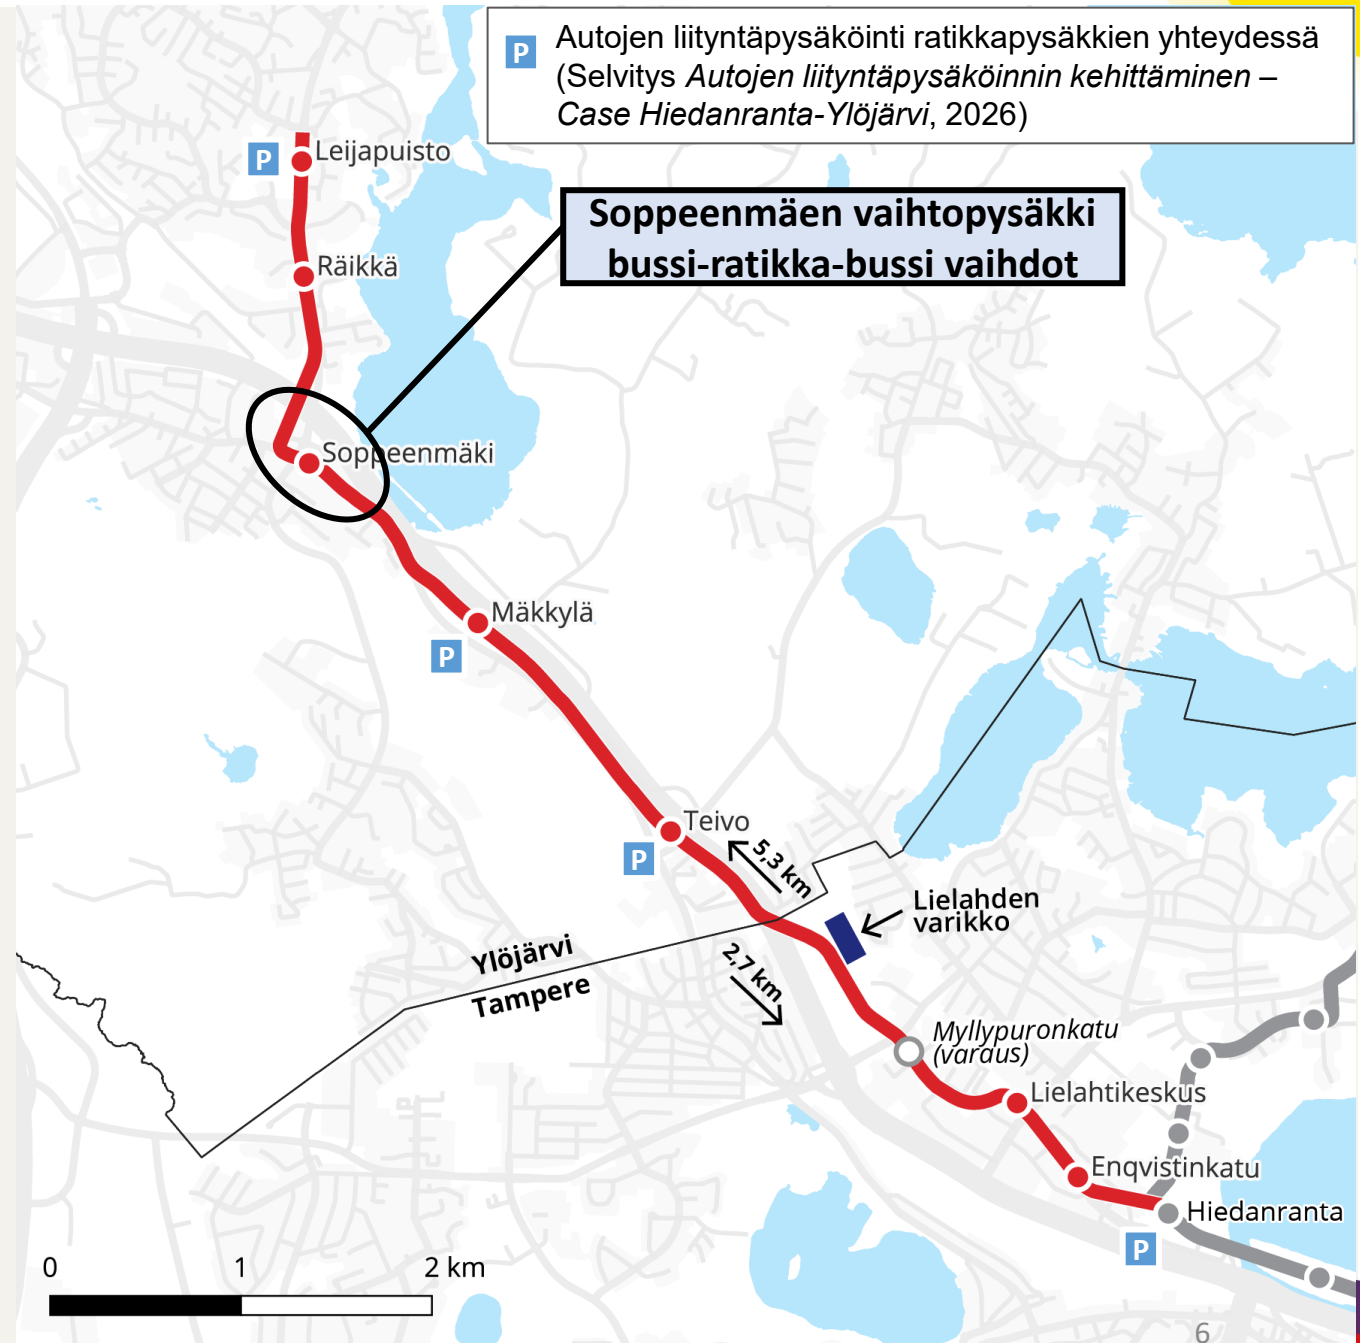 P
Autojen liityntäpysäköinti ratikkapysäkkien yhteydessä
(Selvitys Autojen liityntäpysäköinnin kehittäminen –
Case Hiedanranta-Ylöjärvi, 2026)
P
Leijapuisto
Soppeenmäen vaihtopysäkki
bussi-ratikka-bussi vaihdot
Räikkä
Soppeenmäki
Mäkkylä
P
Teivo
P
5,3 km
Lielahden
varikko
Ylöjärvi
Tampere
2,7 km
Myllypuronkatu
(varaus)
Lielahtikeskus
Enqvistinkatu
Hiedanranta
P
0 1 2 km
6